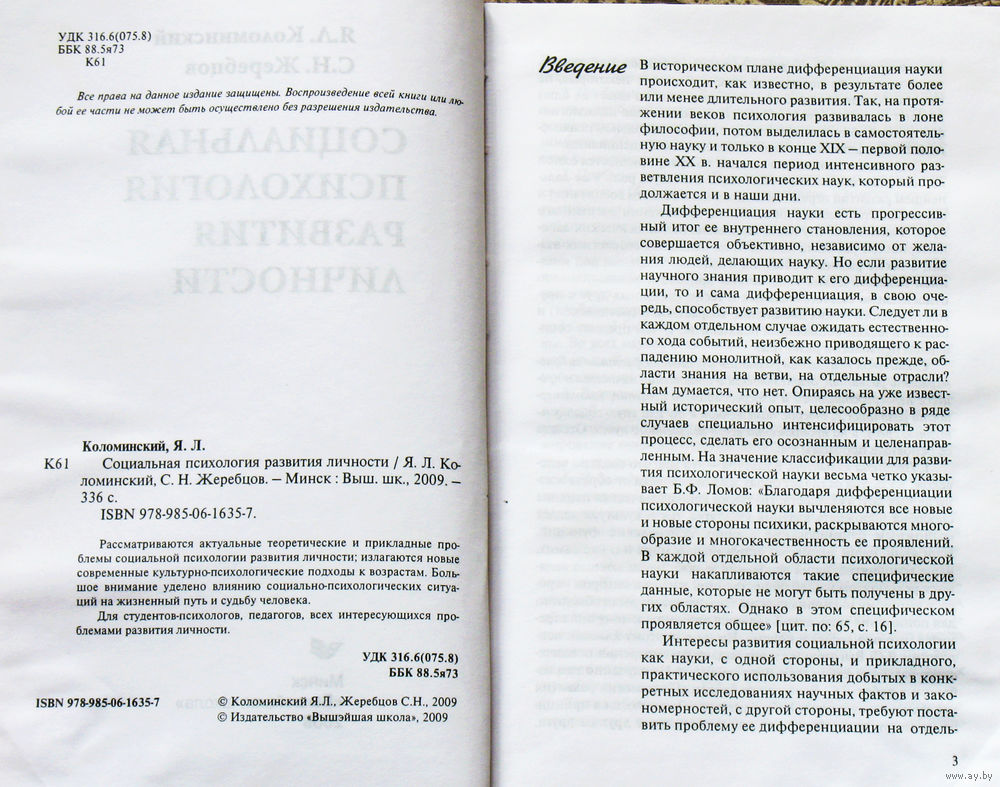 УДК 316.6(075.8)
ББК 88.5я73
К61
Все права на данное издание защищены. Воспроизведение всей книги или лю-
бой ее части не может быть осуществлено без разрешения издательства.
Я.Л. Коломинский
С.Н. Жеребцов
СОЦИАЛЬНАЯ
ПСИХОЛОГИЯ
РАЗВИТИЯ
ЛИЧНОСТИ
Коломинский, Я. Л.
К61 Социальная психология развития личности / Я. Л. Ко-
ломинский, С. Н. Жеребцов. – Минск : Выш. шк., 2009. –
336 с.
ISBN 978-985-06-1635-7.
Рассматриваются актуальные теоретические и прикладные про-
блемы социальной психологии развития личности; излагаются новые
современные культурно-психологические подходы к возрастам. Боль-
шое внимание уделено влиянию социально-психологических ситуа-
ций на жизненный путь и судьбу человека.
Для студентов-психологов, педагогов, всех интересующихся про-
блемами развития личности.
УДК 316.6(075.8)
ББК 88.5я73
Минск
ISBN 978-985-06-1635-7 © Коломинский Я.Л., Жеребцов С.Н., 2009
© Издательство «Вышэйшая школа», 2009
Введение
В историческом плане дифференциация науки
происходит, как известно, в результате более
или менее длительного развития. Так, на протя-
жении веков психология развивалась в лоне
философии, потом выделилась в самостоятель-
ную науку и только в конце XIX – первой поло-
вине XX в. начался период интенсивного раз-
ветвления психологических наук, который про-
должается и в наши дни.
Дифференциация науки есть прогрессив-
ный итог ее внутреннего становления, которое
совершается объективно, независимо от жела-
ния людей, делающих науку. Но если развитие
научного знания приводит к его дифференциа-
ции, то и сама дифференциация, в свою оче-
редь, способствует развитию науки. Следует ли в
каждом отдельном случае ожидать естественно-
го хода событий, неизбежно приводящего к рас-
падению монолитной, как казалось прежде, об-
ласти знания на ветви, на отдельные отрасли?
Нам думается, что нет. Опираясь на уже извест-
ный исторический опыт, целесообразно в ряде
случаев специально интенсифицировать этот
процесс, сделать его осознанным и целенаправ-
ленным. На значение классификации для разви-
тия психологической науки весьма четко указы-
вает Б.Ф. Ломов: «Благодаря дифференциации
психологической науки вычленяются все новые
и новые стороны психики, раскрываются много-
образие и многокачественность ее проявлений.
В каждой отдельной области психологической
науки накапливаются такие специфические
данные, которые не могут быть получены в дру-
гих областях. Однако в этом специфическом
проявляется общее» [цит. по: 65, с. 16].
Интересы развития социальной психологии
как науки, с одной стороны, и прикладного,
практического использования добытых в конк-
ретных исследованиях научных фактов и зако-
номерностей, с другой стороны, требуют поста-
вить проблему ее дифференциации на отдель-
3
www.ay.by